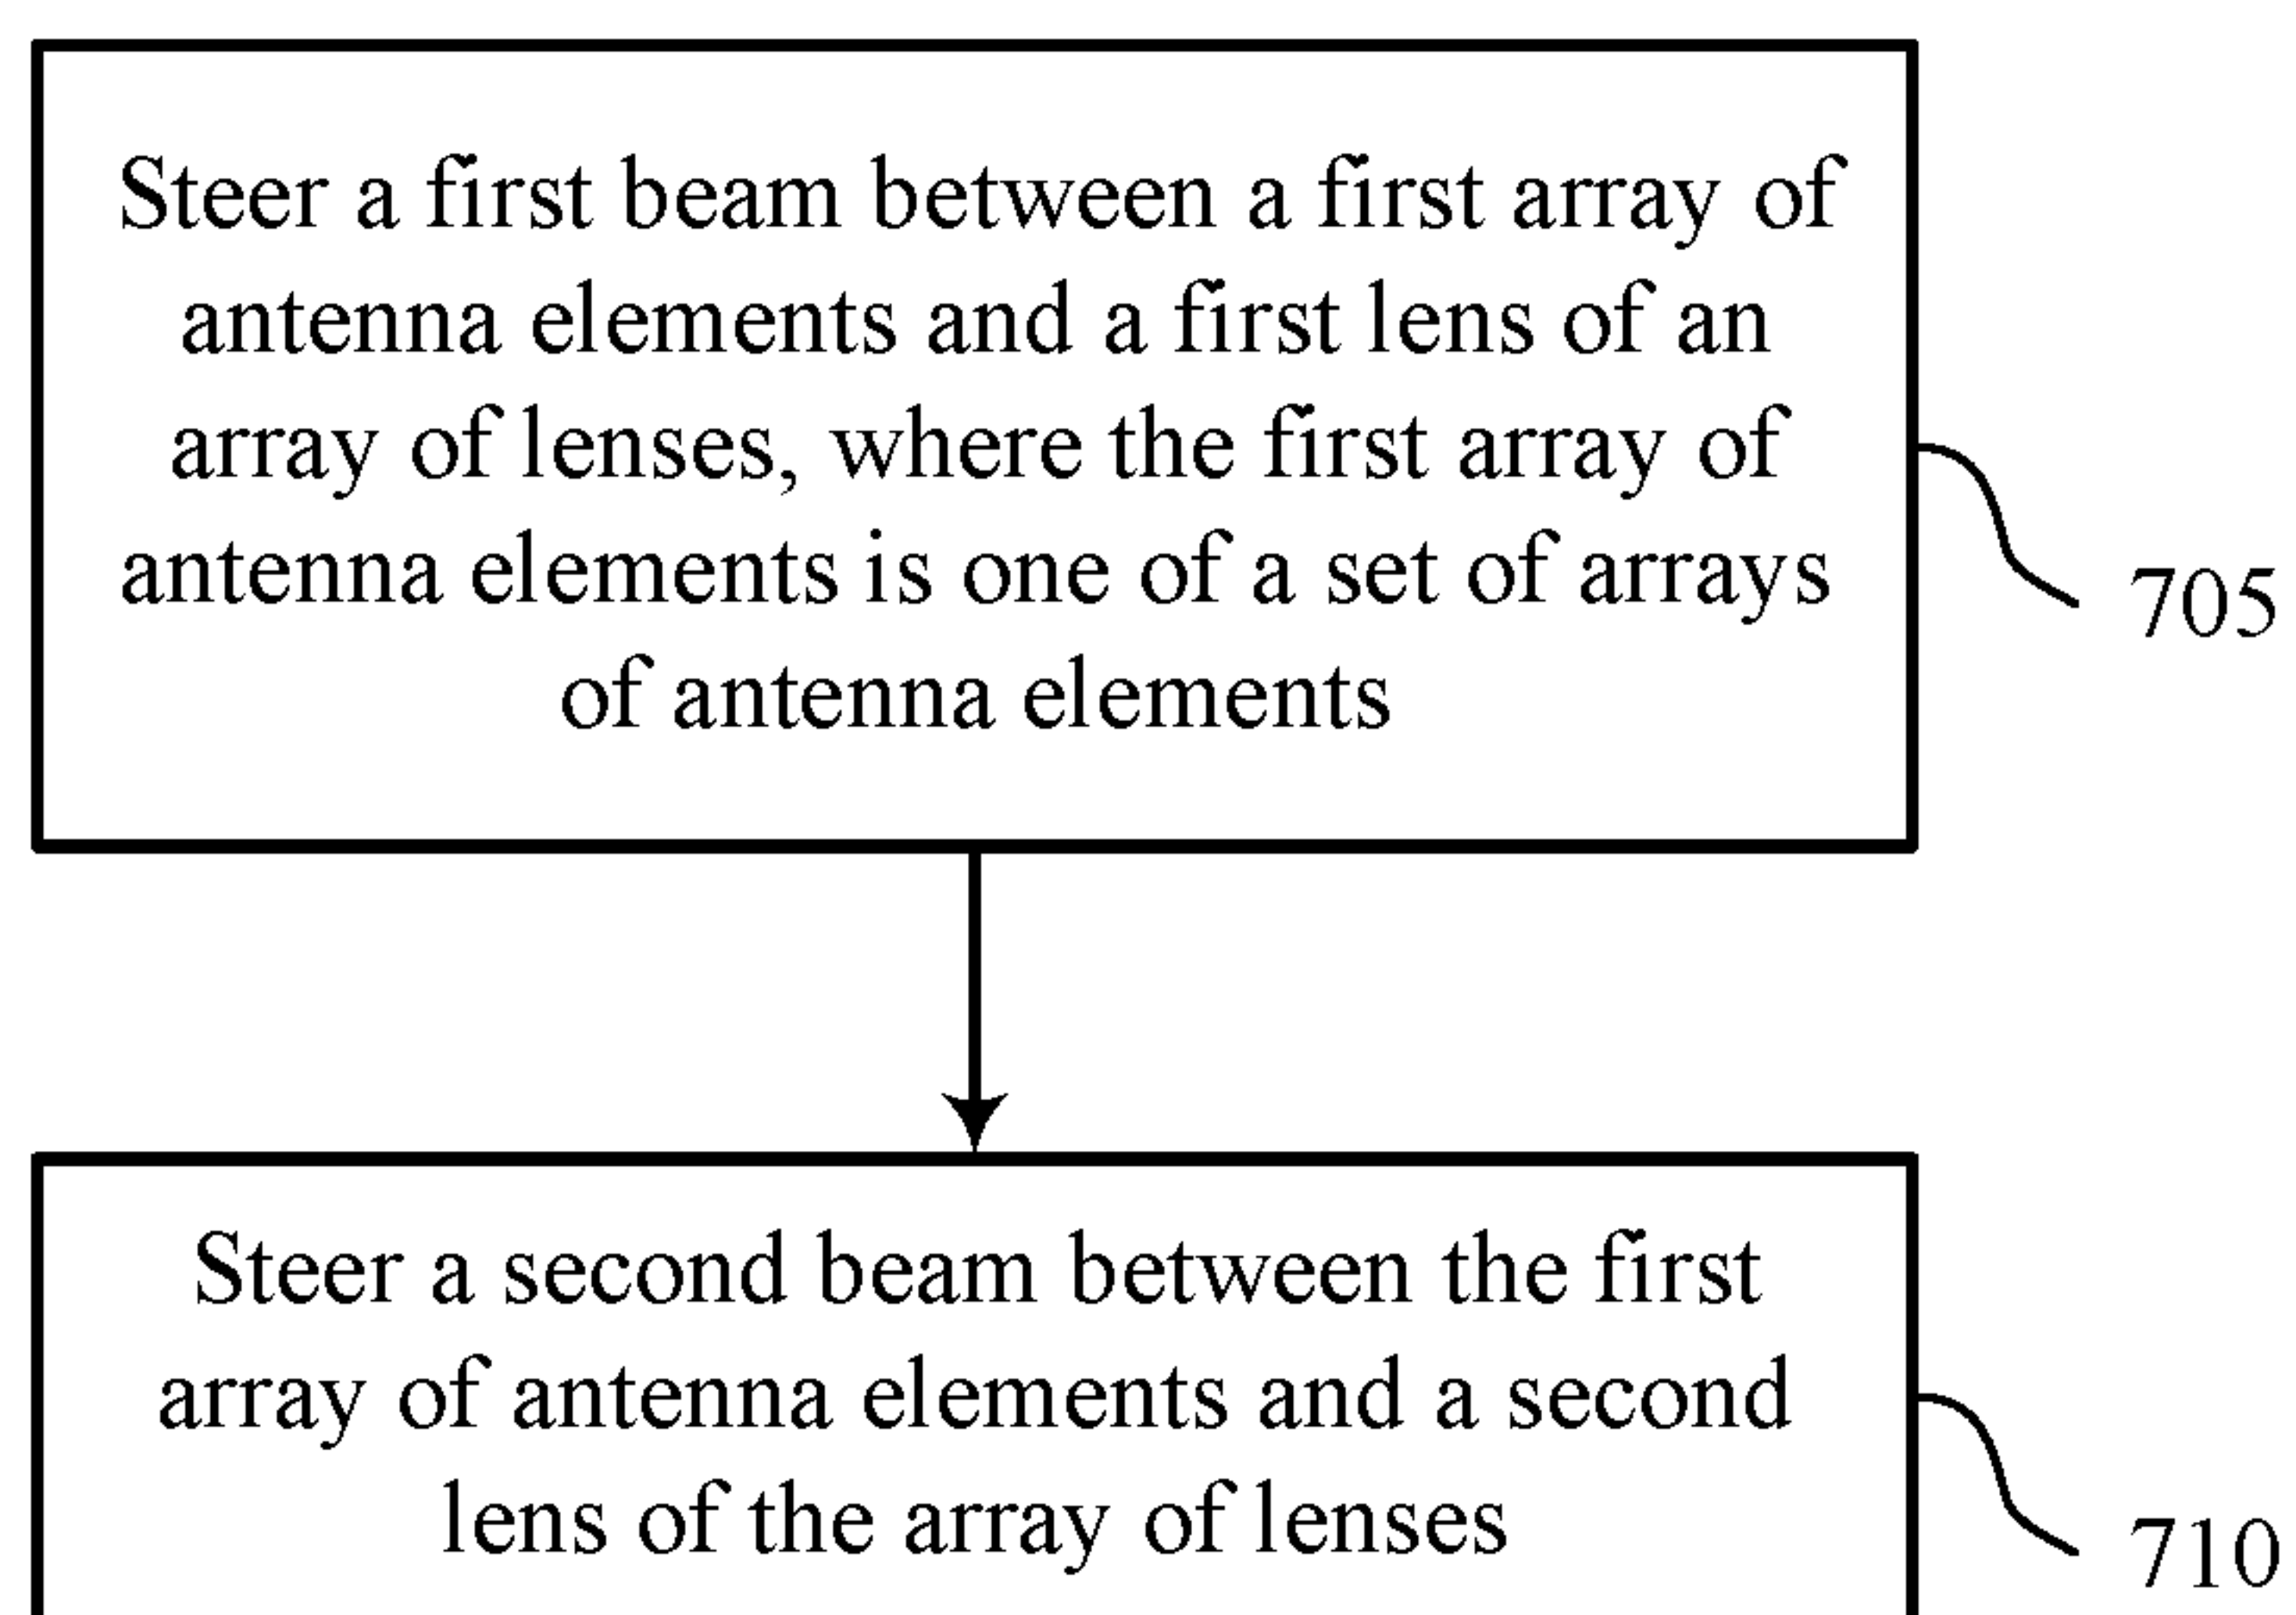 Steer a first beam between a first array of
antenna elements and a first lens of an
array of lenses, where the first array of
antenna elements is one of a set of arrays
of antenna elements
705
Steer a second beam between the first
array of antenna elements and a second
lens of the array of lenses
710